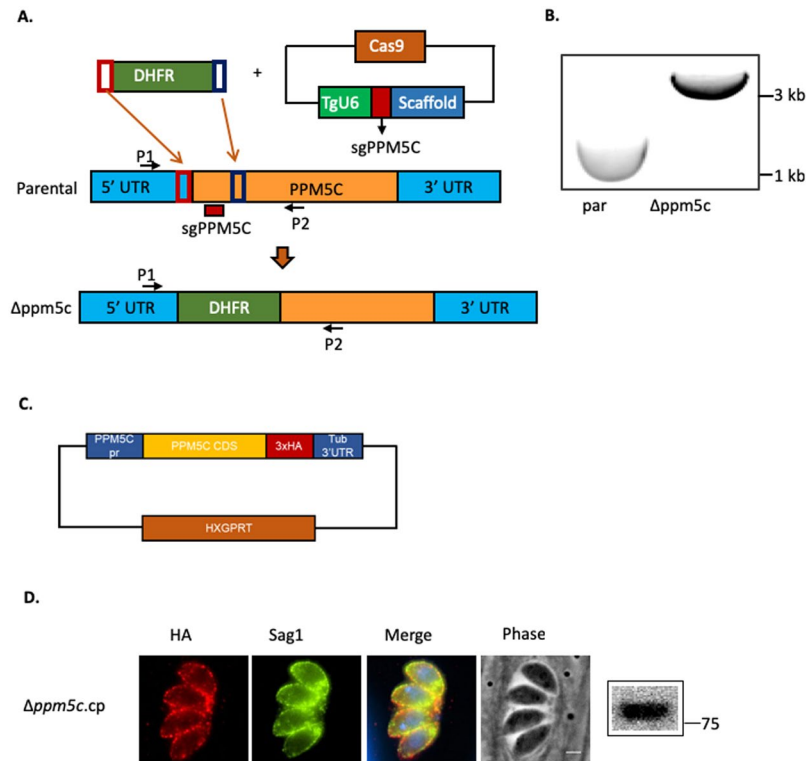 A.
DHFR
+
Cas9
TgU6
Scaffold
sgPPM5C
P1
Parental
5′ UTR
PPM5C
3′ UTR
sgPPM5C
P2
P1
Δppm5c
5′ UTR
DHFR
3′ UTR
P2
B.
3 kb
1 kb
par
Δppm5c
C.
PPM5C
pr
PPM5C CDS
3xHA
Tub
3'UTR
HXGPRT
D.
HA
Sag1
Merge
Phase
Δppm5c.cp
75